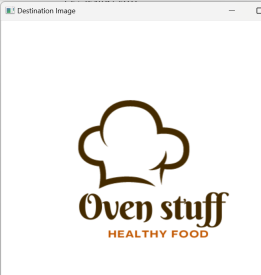 Destination Image
Oven stuff
HEALTHY FOOD